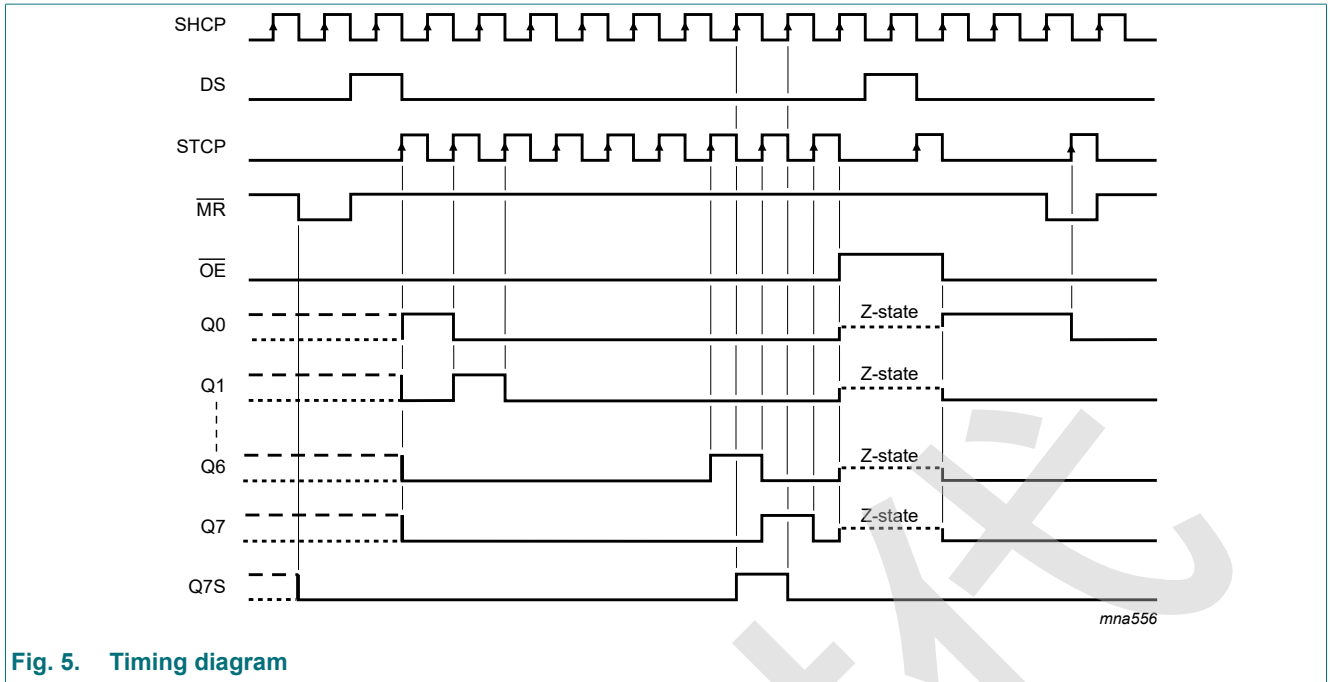 SHCP
DS
STCP
MR
OE
Q0
Z-state
Q1
Z-state
Q6
Z-state
Q7
Z-state
Q7S
mna556
Fig. 5. Timing diagram